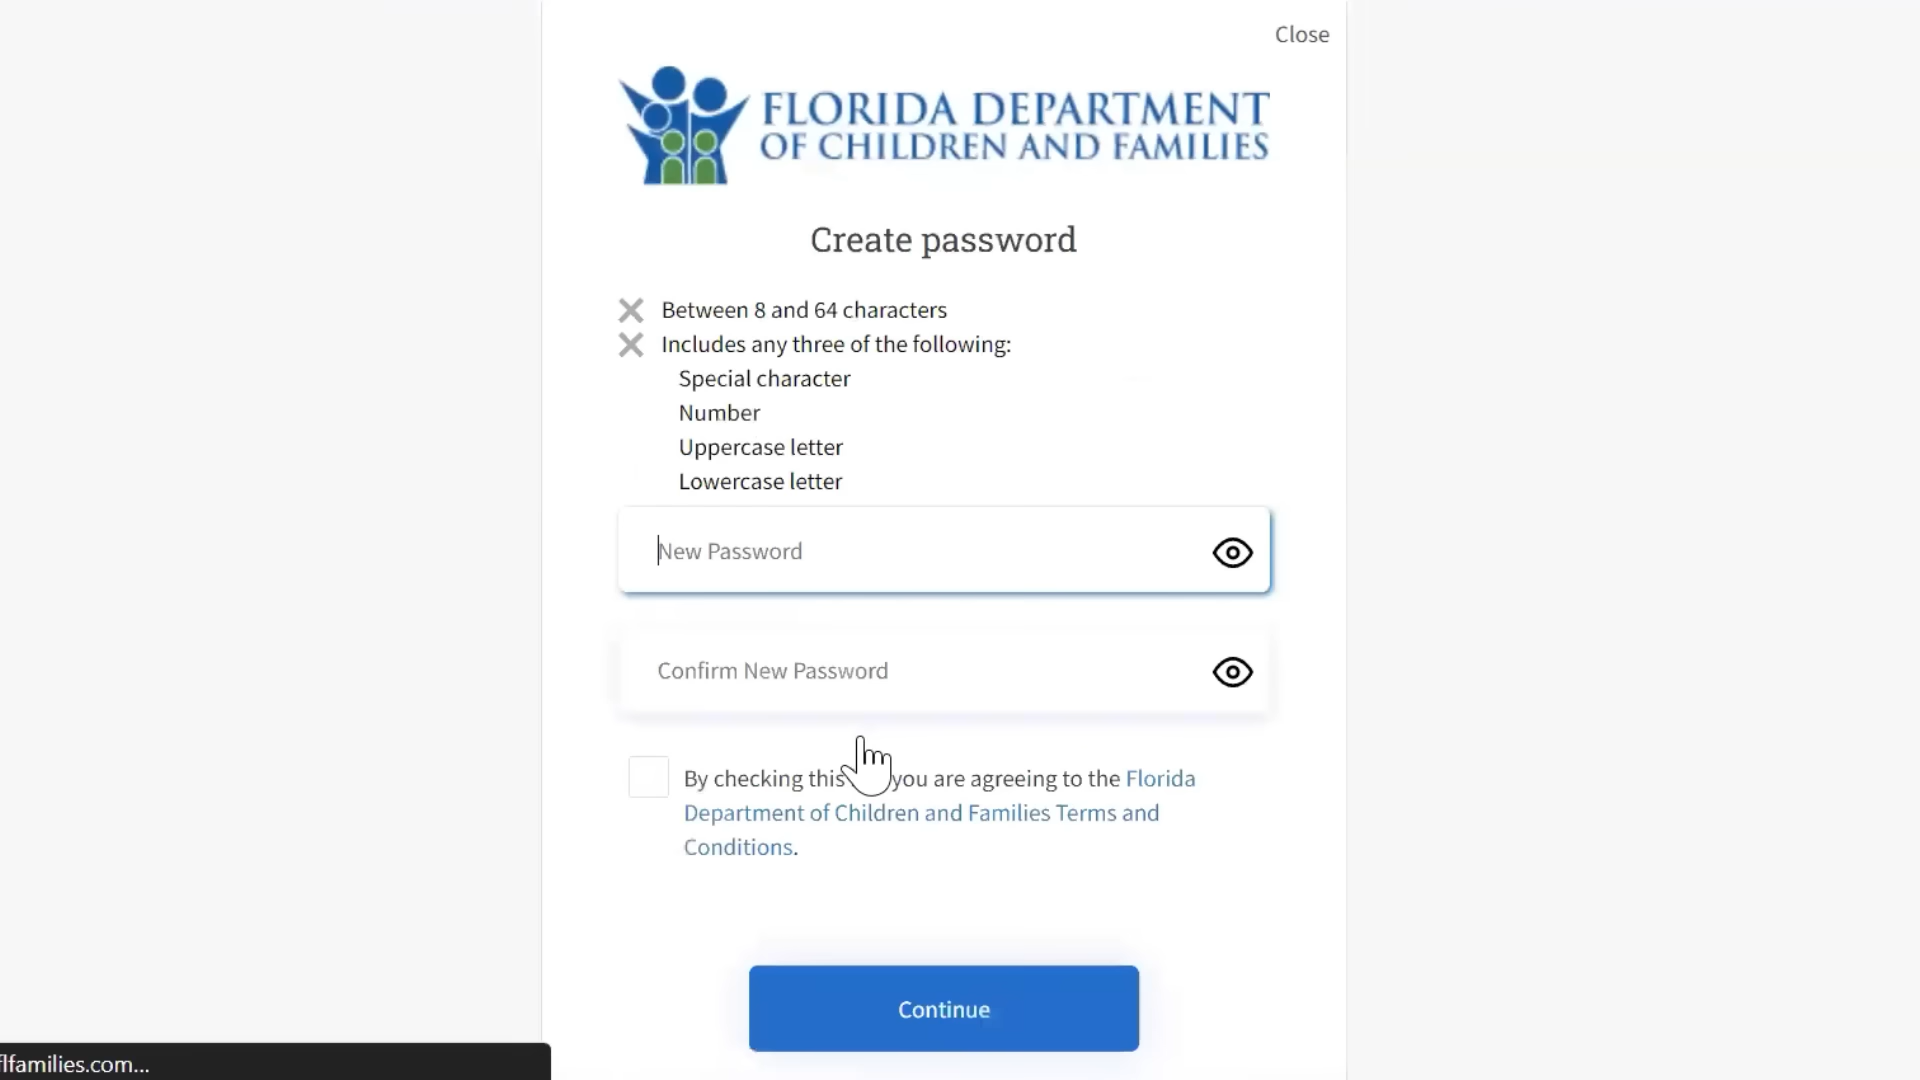 Close
FLORIDA DEPARTMENT
OF CHILDREN AND FAMILIES
Create password
Between 8 and 64 characters
Includes any three of the following:
Special character
Number
Uppercase letter
Lowercase letter
New Password
Confirm New Password
By checking this you are agreeing to the Florida
Department of Children and Families Terms and
Conditions.
Continue
flfamilies.com...